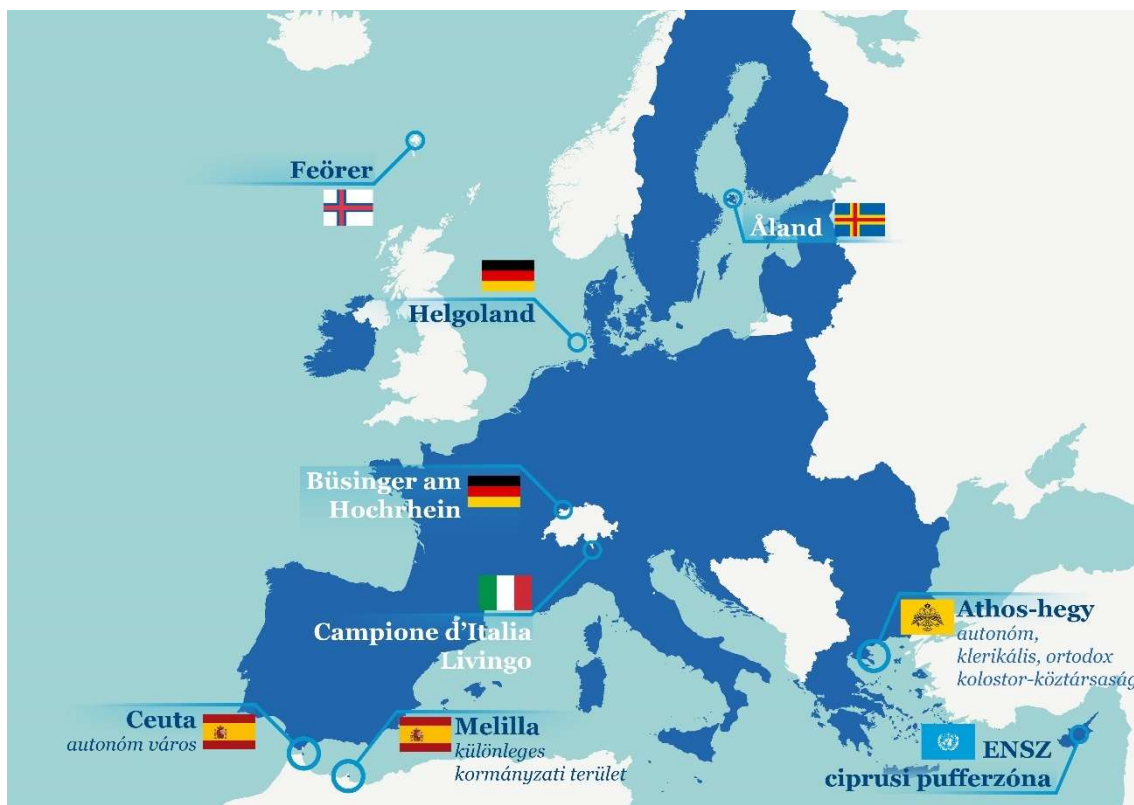 Feörer
Åland
Helgoland
Büsinger am
Hochrhein
Campione d'Italia
Livingo
Athos-hegy
autonóm,
klerikális, ortodox
kolostor-köztársaság
Ceuta
autonóm város
Melilla
különleges
kormányzati terület
ENSZ
ciprusi pufferzóna